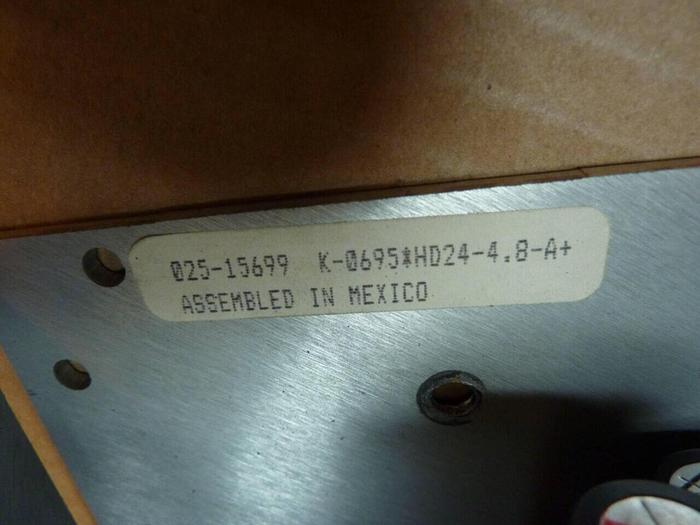 025-15699 K-0695*HD24-4.8-A+
ASSEMBLED IN MEXICO